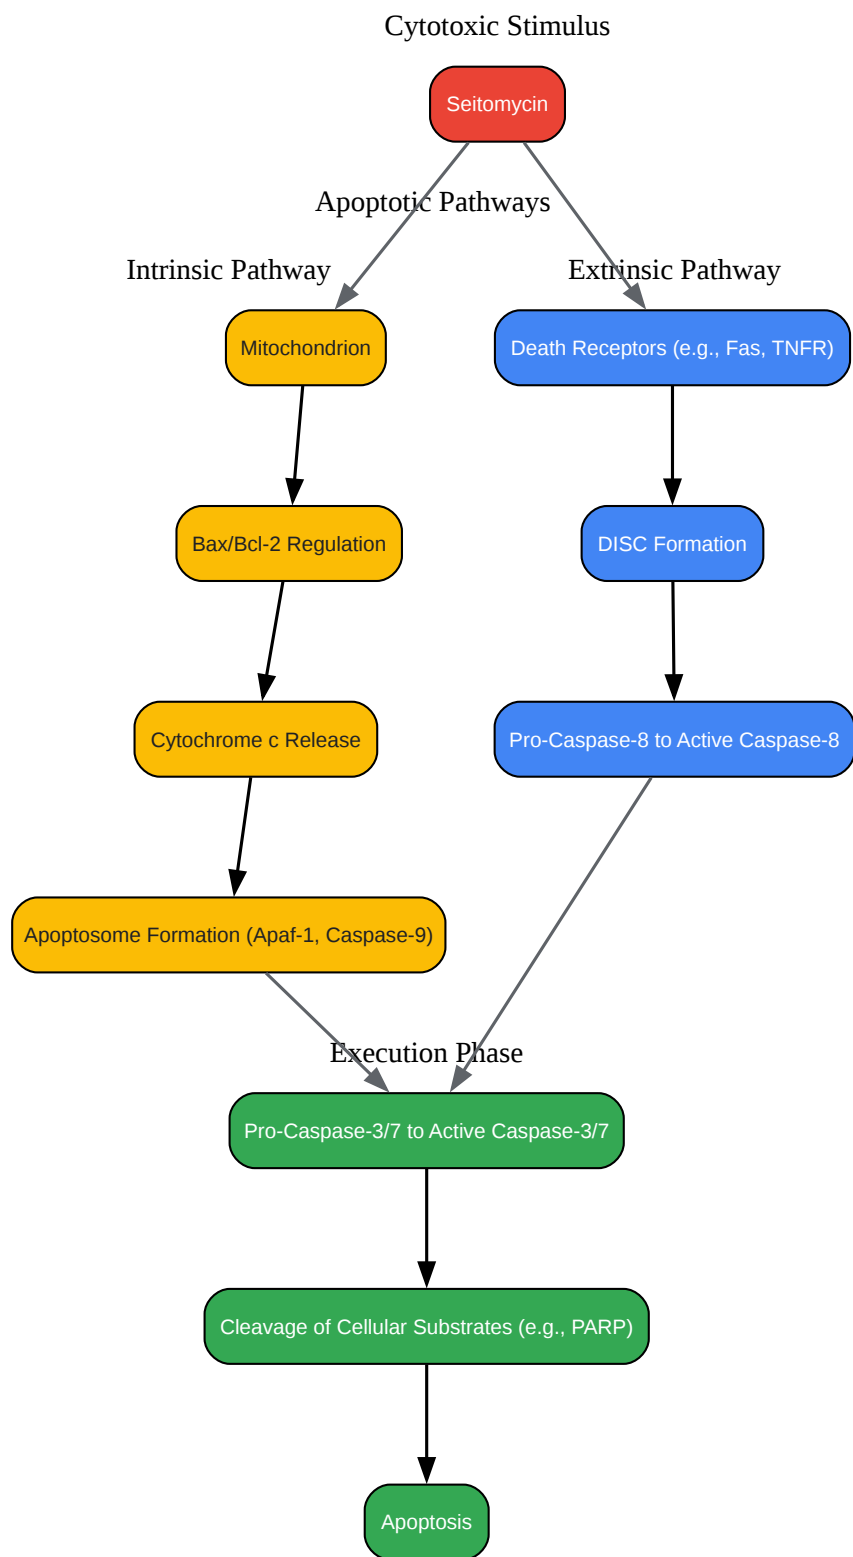 Cytotoxic Stimulus
Seitomycin
Apoptotic Pathways
Intrinsic Pathway
Extrinsic Pathway
Mitochondrion
Death Receptors (e.g., Fas, TNFR)
Bax/Bcl-2 Regulation
DISC Formation
Cytochrome c Release
Pro-Caspase-8 to Active Caspase-8
Apoptosome Formation (Apaf-1, Caspase-9)
Execution Phase
Pro-Caspase-3/7 to Active Caspase-3/7
Cleavage of Cellular Substrates (e.g., PARP)
Apoptosis